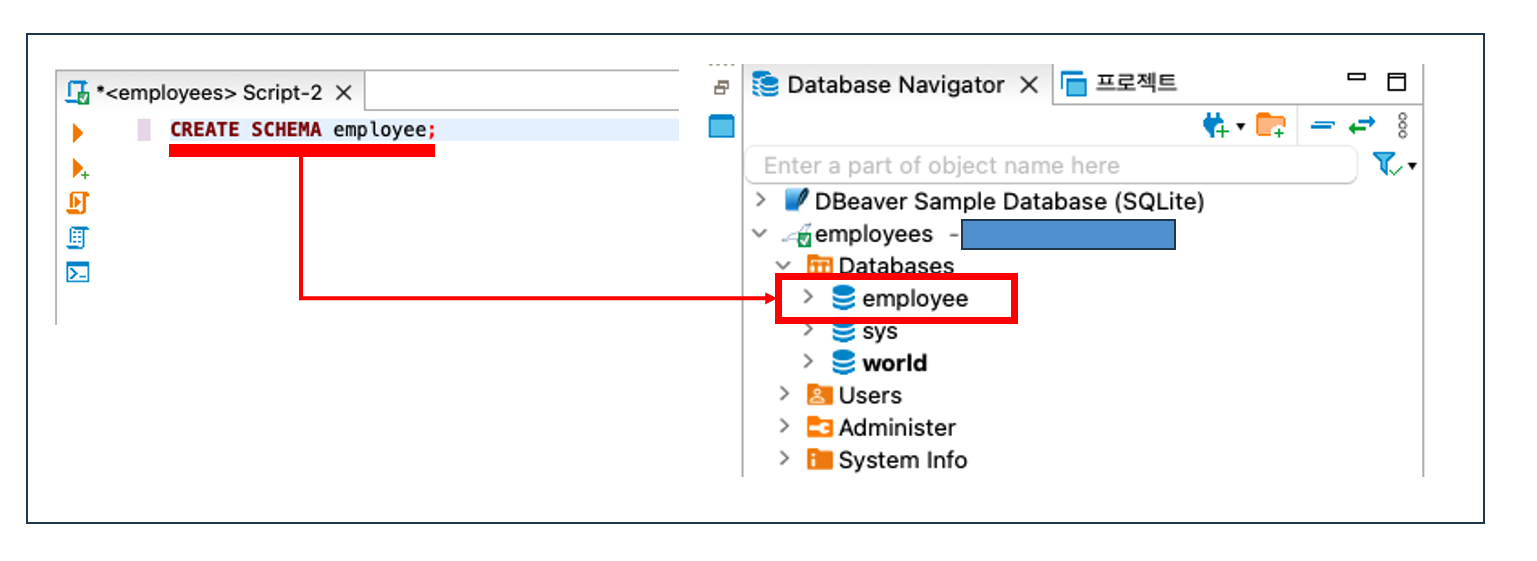 *<employees> Script-2
CREATE SCHEMA employee;
Database Navigator
프로젝트
Enter a part of object name here
DBeaver Sample Database (SQLite)
employees -
Databases
employee
sys
world
Users
Administer
System Info